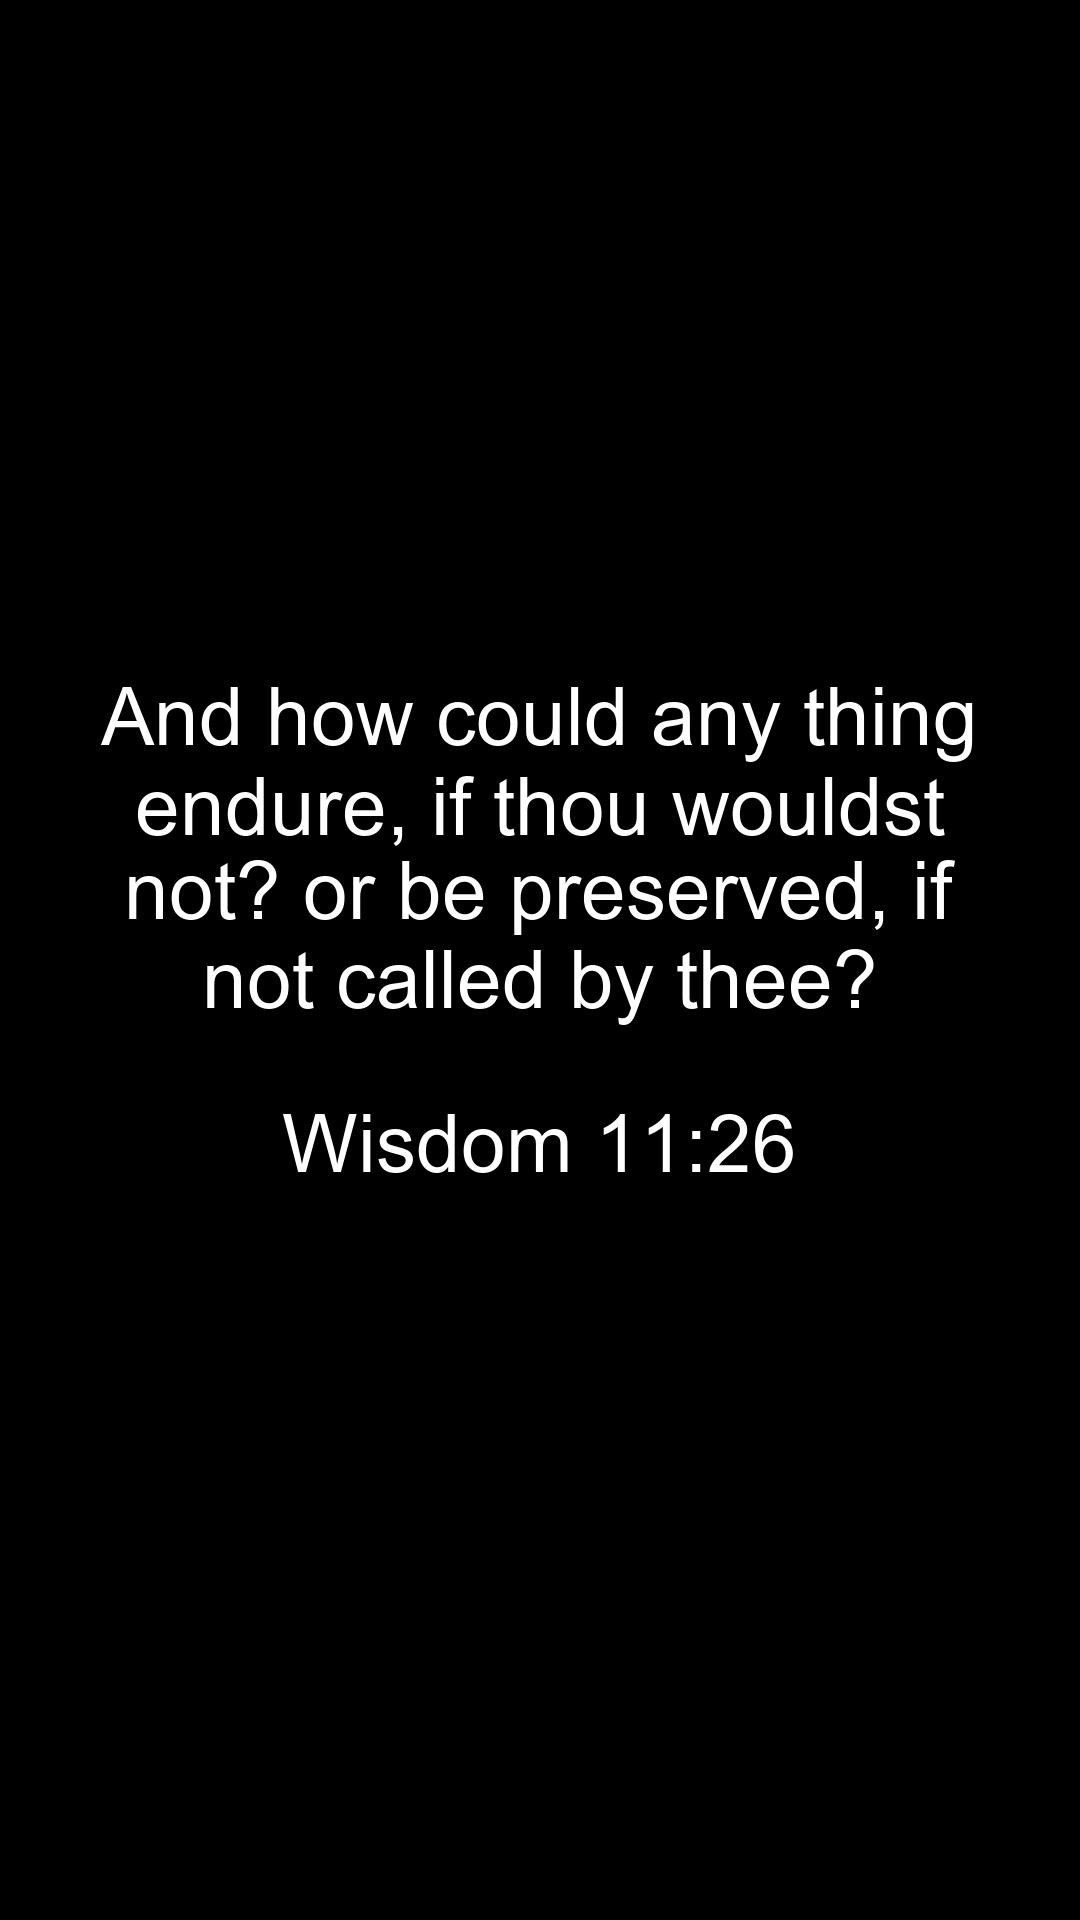 And how could any thing
endure, if thou wouldst
not? or be preserved, if
not called by thee?
Wisdom 11:26